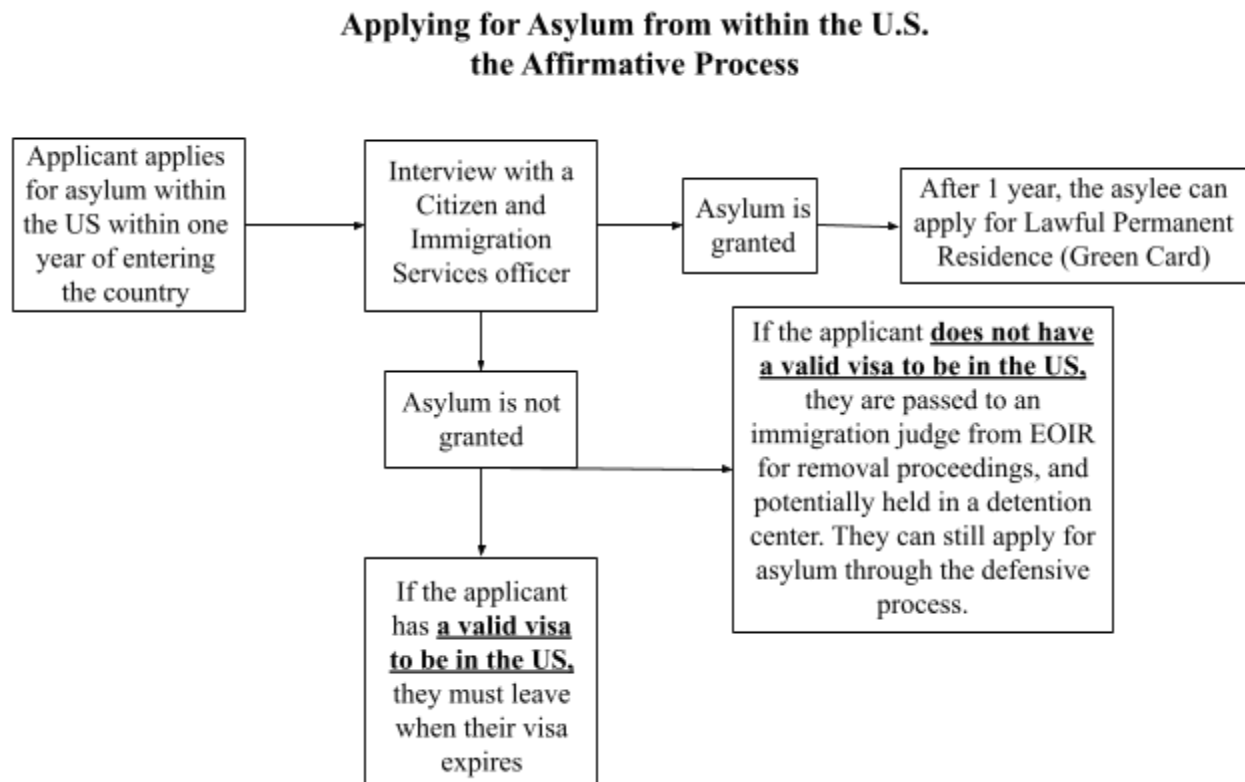 Applying for Asylum from within the U.S.
the Affirmative Process
Applicant applies
for asylum within
the US within one
year of entering
the country
Interview with a
Citizen and
Immigration
Services officer
Asylum is
granted
After 1 year, the asylee can
apply for Lawful Permanent
Residence (Green Card)
Asylum is not
granted
If the applicant does not have
a valid visa to be in the US,
they are passed to an
immigration judge from EOIR
for removal proceedings, and
potentially held in a detention
center. They can still apply for
asylum through the defensive
process.
If the applicant
has a valid visa
to be in the US,
they must leave
when their visa
expires